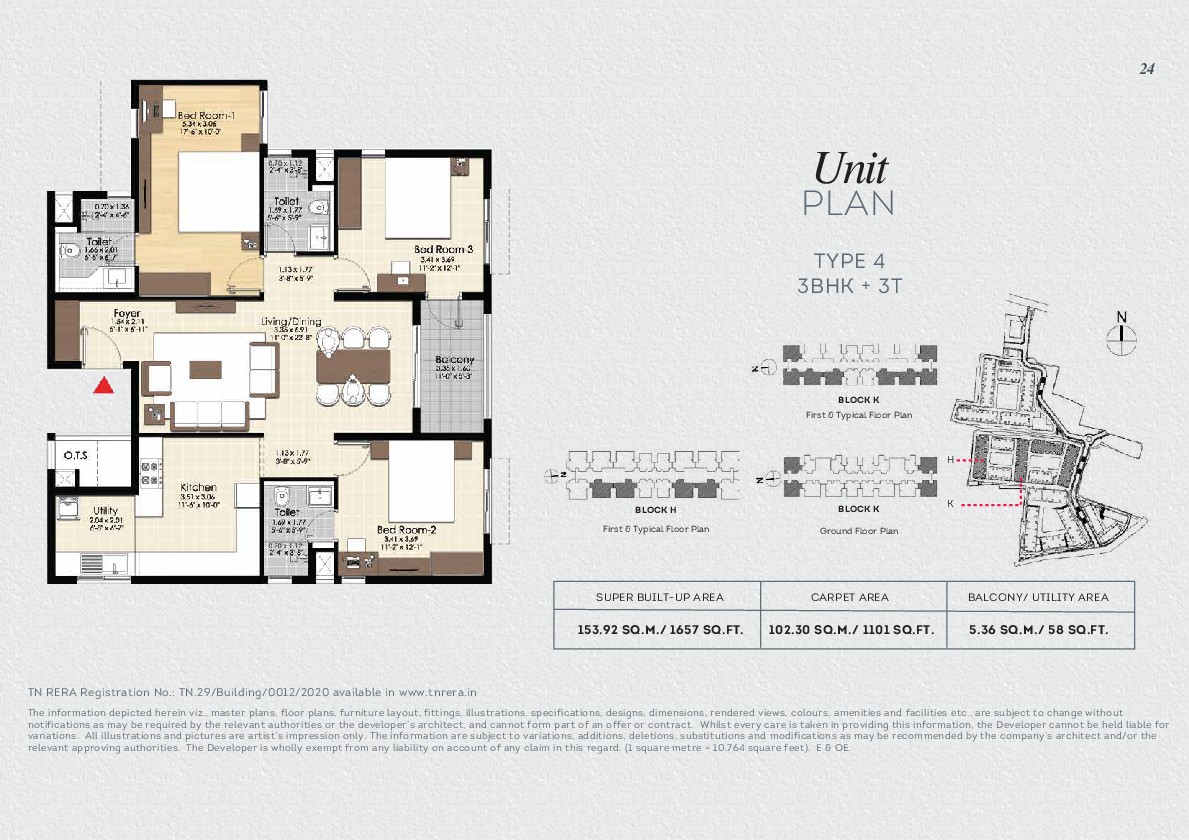 24
Unit
PLAN
TYPE 4
3BHK + 3T
Bed Room-1
5.34 x 3.06
17'-6" x 10'-0"
0.70 x 1.12
2'-4" x 3'-8"
Toilet
1.69 x 1.77
5'-6" x 5'-9"
Bed Room-3
3.41 x 3.69
11'-2" x 12'-1"
0.70 x 1.36
2'-4" x 4'-6"
Toilet
1.66 x 2.01
1.13 x 1.77
3'-8" x 5'-9"
Foyer
1.54 x 2.11
5'-1" x 6'-11"
Living/Dining
3.35 x 6.91
11'-0" x 22'-8"
Balcony
3.35 x 1.60
11'-0" x 5'-3"
O.T.S
1.13 x 1.77
3'-8" x 5'-9"
Kitchen
3.51 x 3.06
11'-6" x 10'-0"
Utility
2.04 x 2.01
Toilet
1.69 x 1.77
5'-6" x 5'-9"
0.70 x 1.12
2'-4" x 3'-8"
Bed Room-2
3.41 x 3.69
11'-2" x 12'-1"
N
N
BLOCK K
First & Typical Floor Plan
N
BLOCK H
First & Typical Floor Plan
N
BLOCK K
Ground Floor Plan
H
K
SUPER BUILT-UP AREA CARPET AREA BALCONY/ UTILITY AREA
153.92 SQ.M./ 1657 SQ.FT. 102.30 SQ.M./ 1101 SQ.FT. 5.36 SQ.M./ 58 SQ.FT.
TN RERA Registration No.: TN.29/Building/0012/2020 available in www.tnrera.in
The information depicted herein viz., master plans, floor plans, furniture layout, fittings, illustrations, specifications, designs, dimensions, rendered views, colours, amenities and facilities etc., are subject to change without
notifications as may be required by the relevant authorities or the developer's architect, and cannot form part of an offer or contract. Whilst every care is taken in providing this information, the Developer cannot be held liable for
variations. All illustrations and pictures are artist's impression only. The information are subject to variations, additions, deletions, substitutions and modifications as may be recommended by the company's architect and/or the
relevant approving authorities. The Developer is wholly exempt from any liability on account of any claim in this regard. (1 square metre = 10.764 square feet). E & OE.